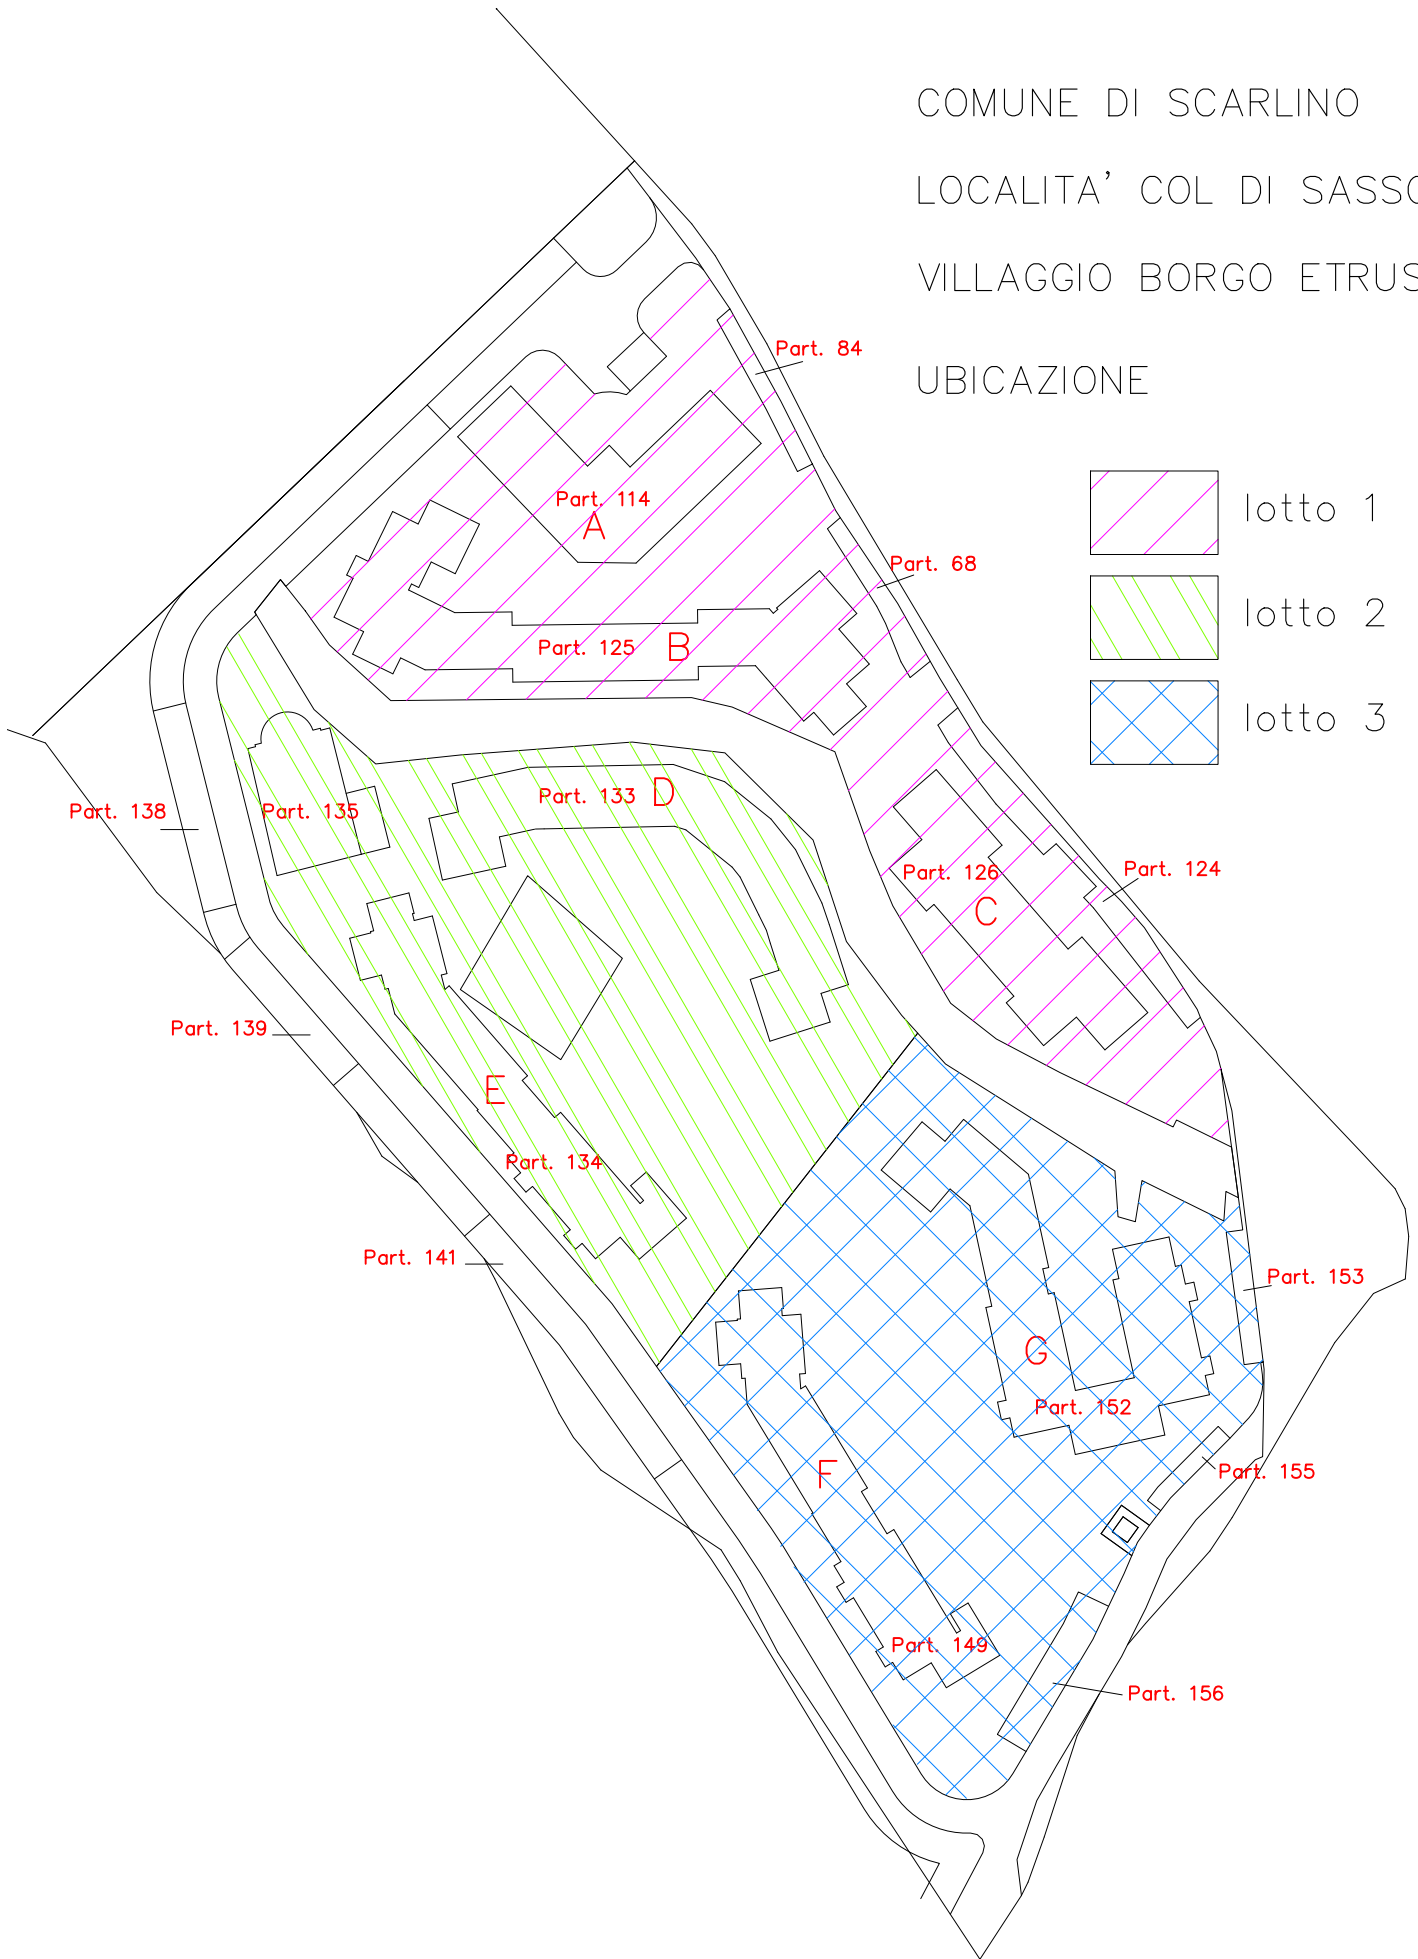 COMUNE DI SCARLINO
LOCALITA' COL DI SASSO
VILLAGGIO BORGO ETRUS
UBICAZIONE
lotto 1
lotto 2
lotto 3
Part. 84
Part. 114
A
Part. 68
Part. 125 B
Part. 133 D
Part. 138
Part. 135
Part. 126
Part. 124
C
Part. 139
E
Part. 134
Part. 141
Part. 153
G
Part. 152
F
Part. 155
Part. 149
Part. 156